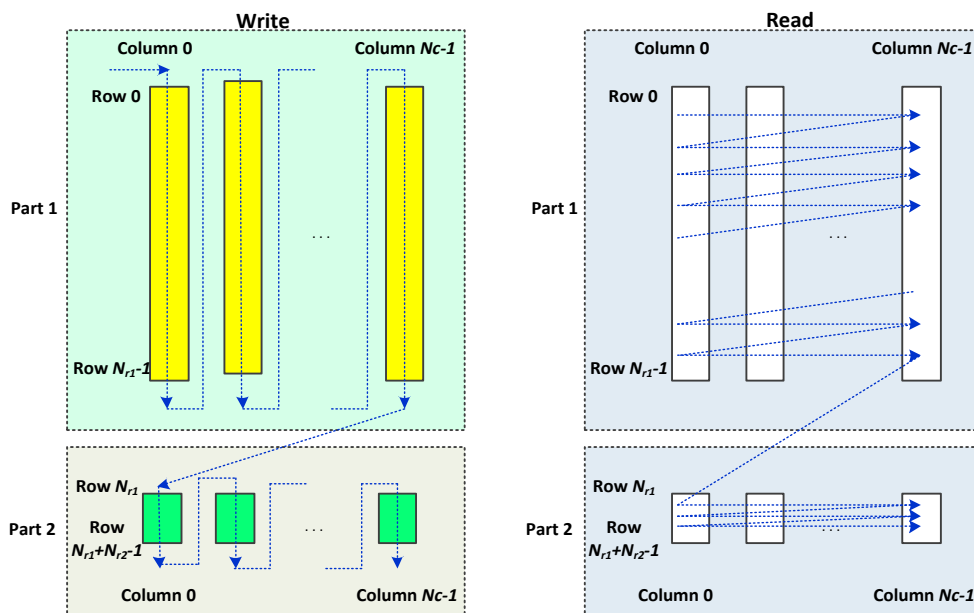 Write
Column 0
Column Nc-1
Row 0
Part 1
. . .
Row Nr1-1
Row Nr1
Part 2
Row
. . .
Nr1+Nr2-1
Column 0
Column Nc-1
Read
Column 0
Column Nc-1
Row 0
Part 1
. . .
Row Nr1-1
Row Nr1
Part 2
Row
. . .
Nr1+Nr2-1
Column 0
Column Nc-1